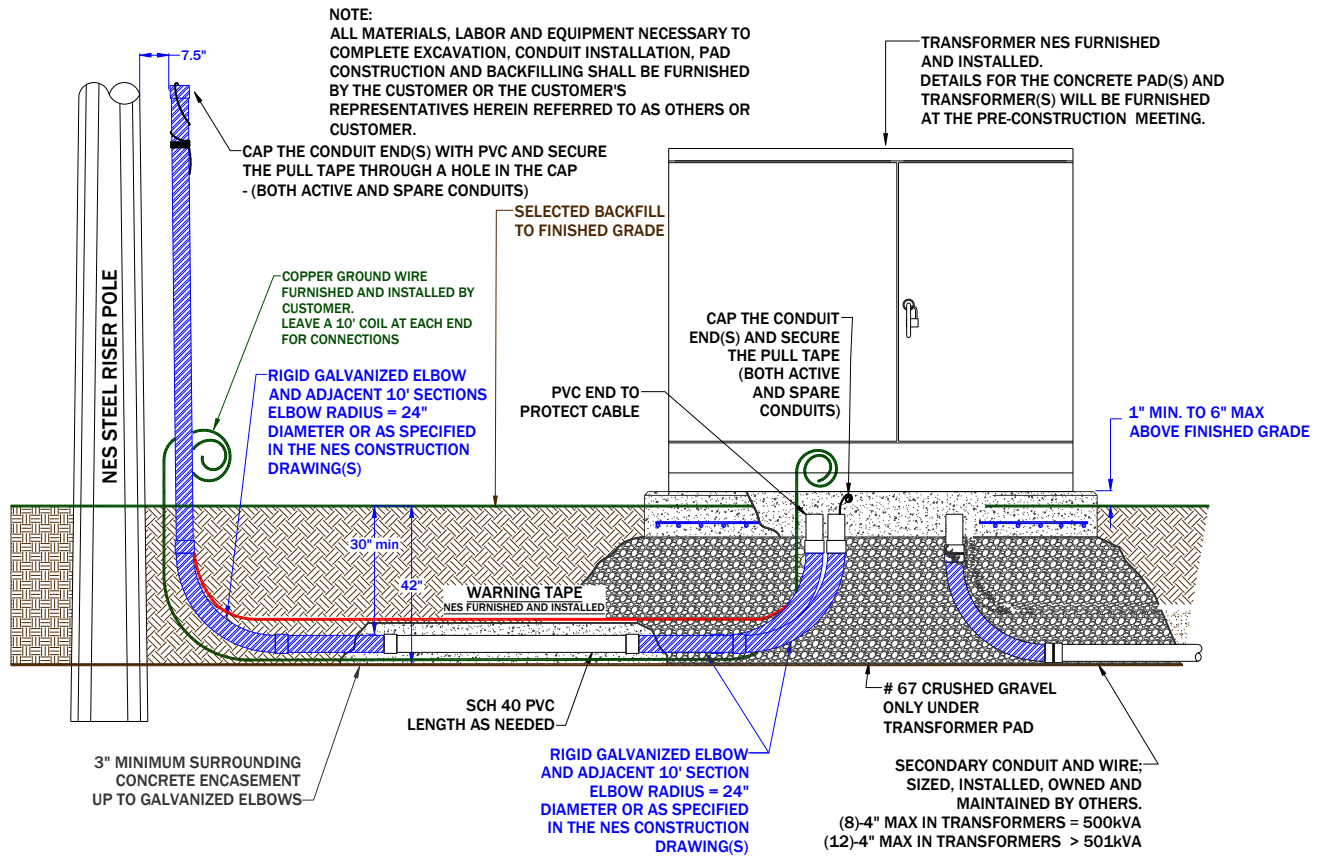 NOTE:
ALL MATERIALS, LABOR AND EQUIPMENT NECESSARY TO
COMPLETE EXCAVATION, CONDUIT INSTALLATION, PAD
CONSTRUCTION AND BACKFILLING SHALL BE FURNISHED
BY THE CUSTOMER OR THE CUSTOMER'S
REPRESENTATIVES HEREIN REFERRED TO AS OTHERS OR
CUSTOMER.
7.5"
TRANSFORMER NES FURNISHED
AND INSTALLED.
DETAILS FOR THE CONCRETE PAD(S) AND
TRANSFORMER(S) WILL BE FURNISHED
AT THE PRE-CONSTRUCTION MEETING.
CAP THE CONDUIT END(S) WITH PVC AND SECURE
THE PULL TAPE THROUGH A HOLE IN THE CAP
- (BOTH ACTIVE AND SPARE CONDUITS)
SELECTED BACKFILL
TO FINISHED GRADE
NES STEEL RISER POLE
COPPER GROUND WIRE
FURNISHED AND INSTALLED BY
CUSTOMER.
LEAVE A 10' COIL AT EACH END
FOR CONNECTIONS
CAP THE CONDUIT
END(S) AND SECURE
THE PULL TAPE
(BOTH ACTIVE
AND SPARE
CONDUITS)
RIGID GALVANIZED ELBOW
AND ADJACENT 10' SECTIONS
ELBOW RADIUS = 24"
DIAMETER OR AS SPECIFIED
IN THE NES CONSTRUCTION
DRAWING(S)
PVC END TO
PROTECT CABLE
1" MIN. TO 6" MAX
ABOVE FINISHED GRADE
30" min
42"
WARNING TAPE
NES FURNISHED AND INSTALLED
SCH 40 PVC
LENGTH AS NEEDED
# 67 CRUSHED GRAVEL
ONLY UNDER
TRANSFORMER PAD
3" MINIMUM SURROUNDING
CONCRETE ENCASEMENT
UP TO GALVANIZED ELBOWS
RIGID GALVANIZED ELBOW
AND ADJACENT 10' SECTION
ELBOW RADIUS = 24"
DIAMETER OR AS SPECIFIED
IN THE NES CONSTRUCTION
DRAWING(S)
SECONDARY CONDUIT AND WIRE;
SIZED, INSTALLED, OWNED AND
MAINTAINED BY OTHERS.
(8)-4" MAX IN TRANSFORMERS = 500kVA
(12)-4" MAX IN TRANSFORMERS > 501kVA